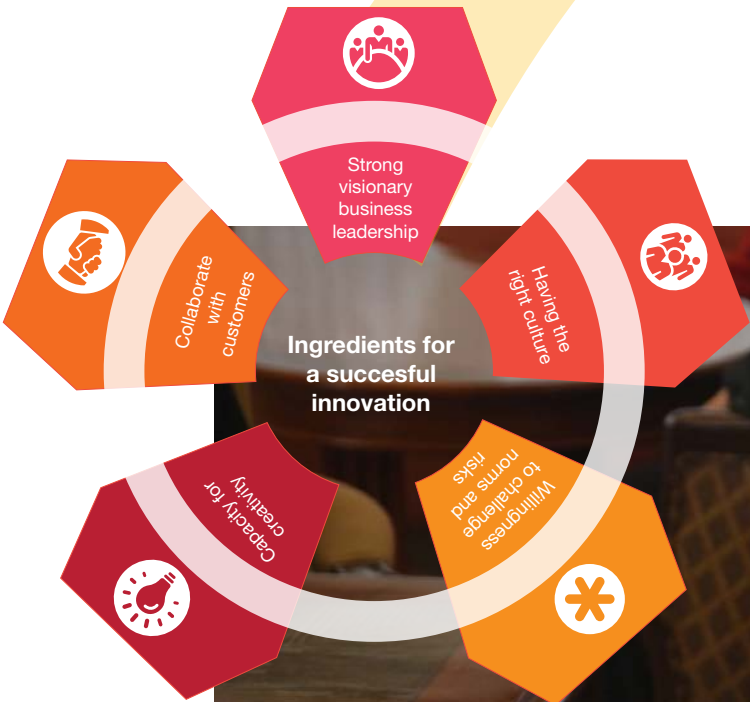 Strong
visionary
business
leadership
Having the
right culture
Willingness
to challenge
norms and
risks
Capacity for
creativity
Collaborate
with
customers
Ingredients for
a succesful
innovation